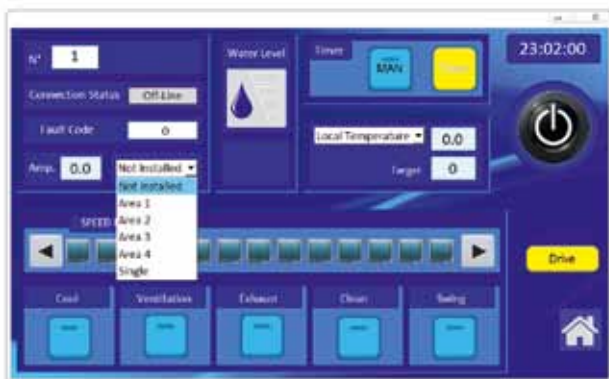 N° 1
Water Level
Timer
MAN
23:02:00
Connection Status Off-Line
Fault Code 0
Local Temperature 0.0
Amp. 0.0 Not Installed
Target 0
Not Installed
Area 1
SPEED
Area 2
Area 3
Area 4
Single
Drive
Cool
Ventilation
Exhaust
Clean
Swing